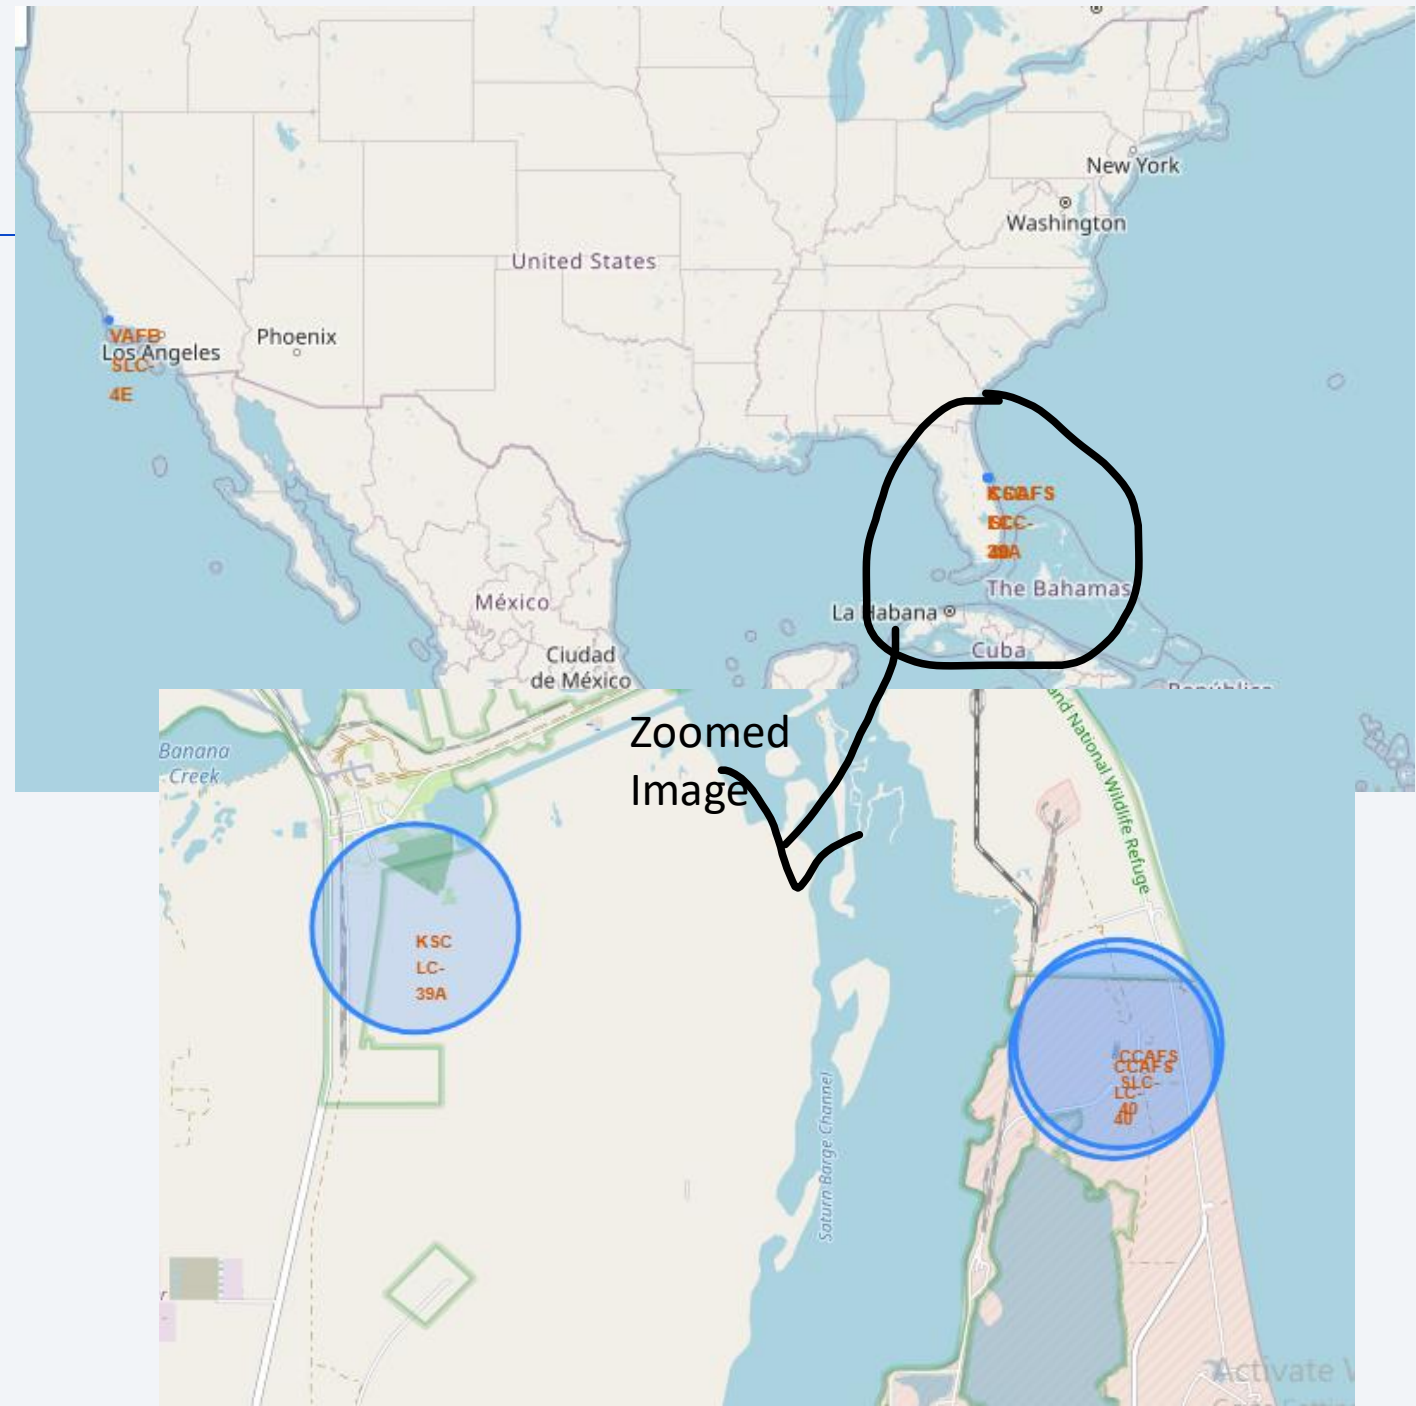 New York
Washington
United States
VAFB
Los Angeles
SLC-
4E
Phoenix
CCAFS
The Bahamas
La Habana
México
Cuba
Ciudad
de México
Zoomed
Image
Banana
Creek
and National Wildlife Refuge
KSC
LC-
39A
CCAFS
CCAFS
SLC-
LC-
40
40
Saturn Barge Channel
Activate